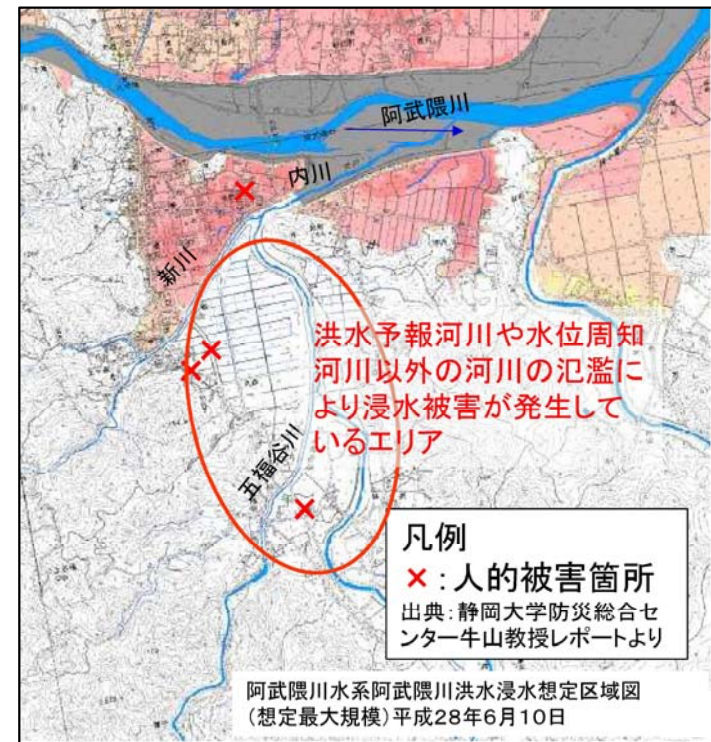 阿武隈川
内川
新川
洪水予報河川や水位周知
河川以外の河川の氾濫に
より浸水被害が発生して
いるエリア
五福谷川
凡例
×:人的被害箇所
出典:静岡大学防災総合セ
ンター牛山教授レポートより
阿武隈川水系阿武隈川洪水浸水想定区域図
(想定最大規模)平成28年6月10日